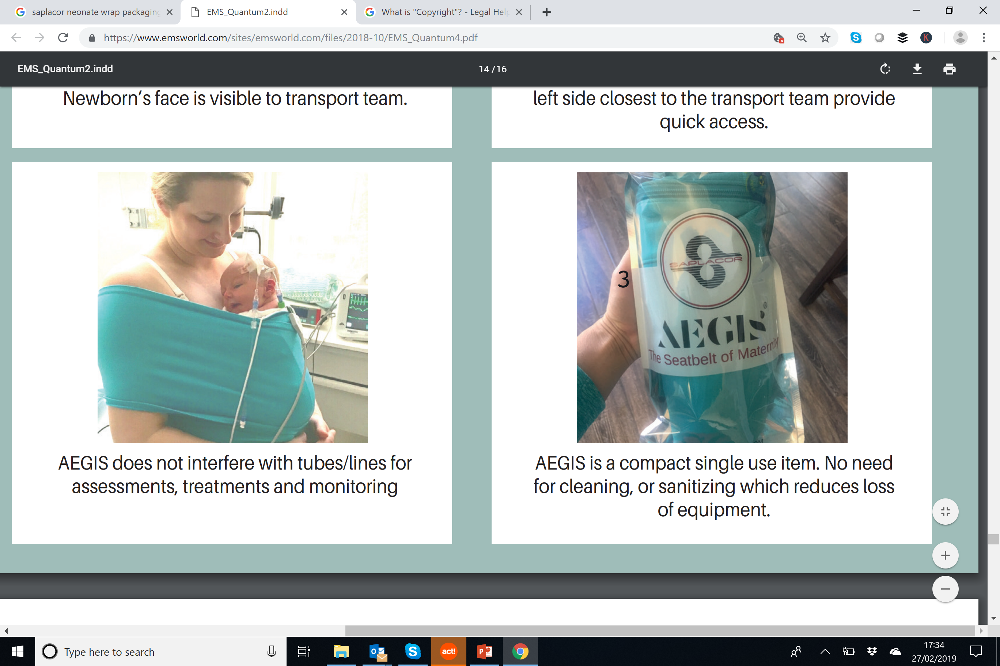 saplacor neonate wrap packaging
EMS_Quantum2.indd
What is "Copyright"? - Legal Help
https://www.emsworld.com/sites/emsworld.com/files/2018-10/EMS_Quantum4.pdf
EMS_Quantum2.indd
14 / 16
Newborn’s face is visible to transport team.
left side closest to the transport team provide
quick access.
SAPLACOR
3
AEGIS®
The Seatbelt of Maternity
AEGIS does not interfere with tubes/lines for
assessments, treatments and monitoring
AEGIS is a compact single use item. No need
for cleaning, or sanitizing which reduces loss
of equipment.
Type here to search
act!
17:34
27/02/2019